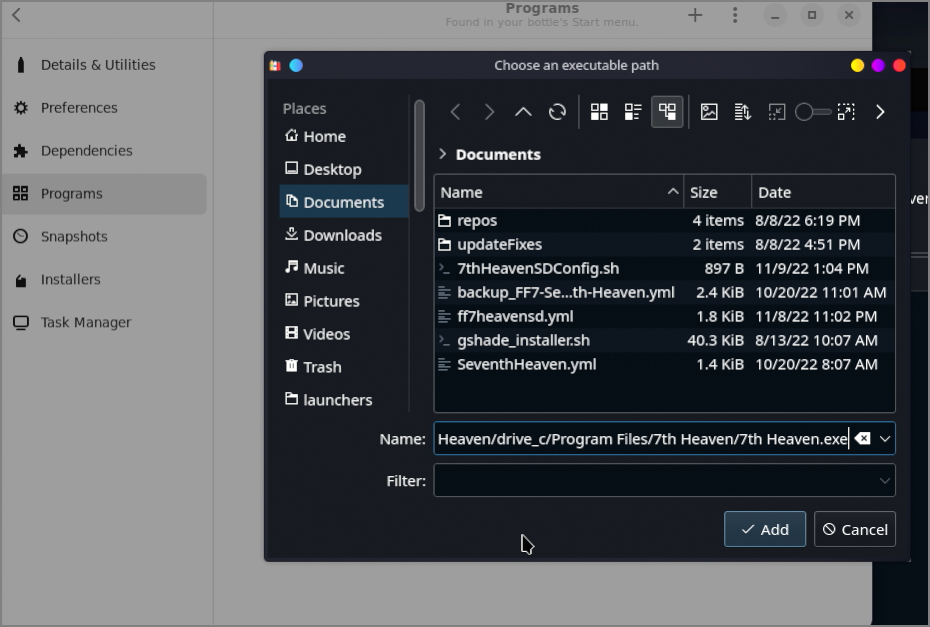 Programs
Found in your bottle's Start menu.
Details & Utilities
Preferences
Dependencies
Programs
Snapshots
Installers
Task Manager
Choose an executable path
Places
Home
Desktop
Documents
Downloads
Music
Pictures
Videos
Trash
launchers
Documents
Name Size Date
repos 4 items 8/8/22 6:19 PM
updateFixes 2 items 8/8/22 4:51 PM
7thHeavenSDConfig.sh 897 B 11/9/22 1:04 PM
backup_FF7-Se...th-Heaven.yml 2.4 KiB 10/20/22 11:01 AM
ff7heavensd.yml 1.8 KiB 11/8/22 11:02 PM
gshade_installer.sh 40.3 KiB 8/13/22 10:07 AM
SeventhHeaven.yml 1.4 KiB 10/20/22 8:07 AM
Name: Heaven/drive_c/Program Files/7th Heaven/7th Heaven.exe
Filter:
Add Cancel